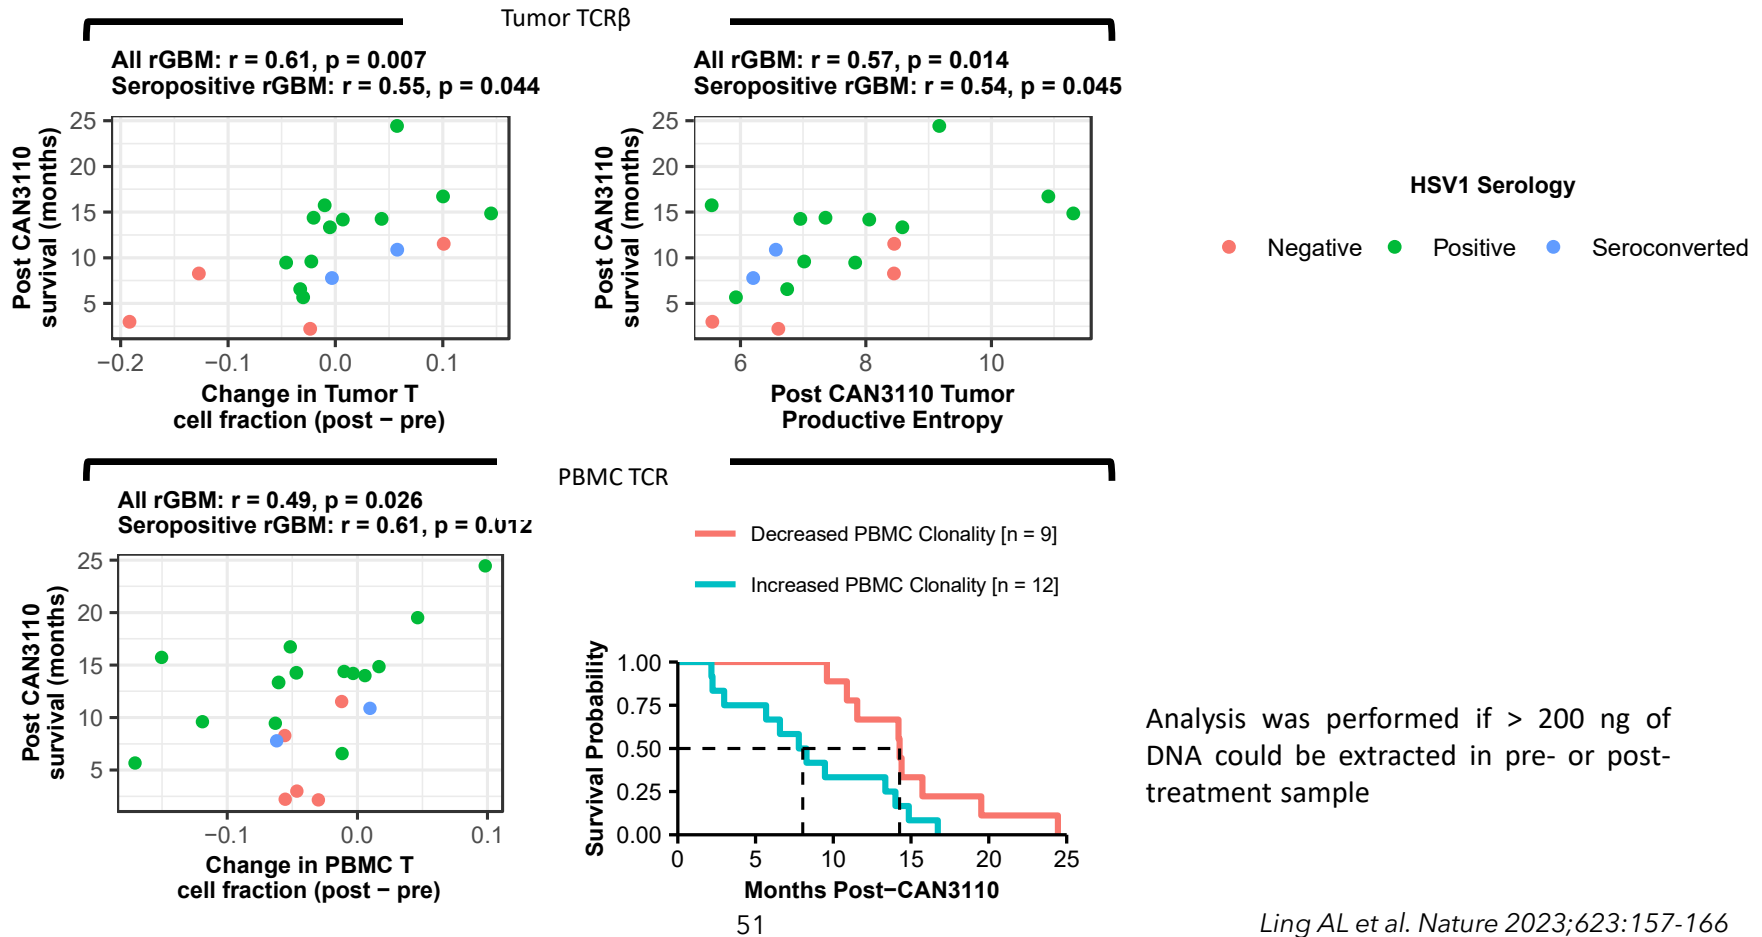 Tumor TCRβ
All rGBM: r = 0.61, p = 0.007
Seropositive rGBM: r = 0.55, p = 0.044
25
20
15
10
5
Post CAN3110
survival (months)
−0.2 −0.1 0.0 0.1
Change in Tumor T
cell fraction (post − pre)
All rGBM: r = 0.57, p = 0.014
Seropositive rGBM: r = 0.54, p = 0.045
25
20
15
10
5
Post CAN3110
survival (months)
6 8 10
Post CAN3110 Tumor
Productive Entropy
HSV1 Serology
Negative Positive Seroconverted
PBMC TCR
All rGBM: r = 0.49, p = 0.026
Seropositive rGBM: r = 0.61, p = 0.012
25
20
15
10
5
Post CAN3110
survival (months)
−0.1 0.0 0.1
Change in PBMC T
cell fraction (post − pre)
Decreased PBMC Clonality [n = 9]
Increased PBMC Clonality [n = 12]
1.00
0.75
0.50
0.25
0.00
Survival Probability
0 5 10 15 20 25
Months Post−CAN3110
Analysis was performed if > 200 ng of
DNA could be extracted in pre- or post-
treatment sample
51
Ling AL et al. Nature 2023;623:157-166